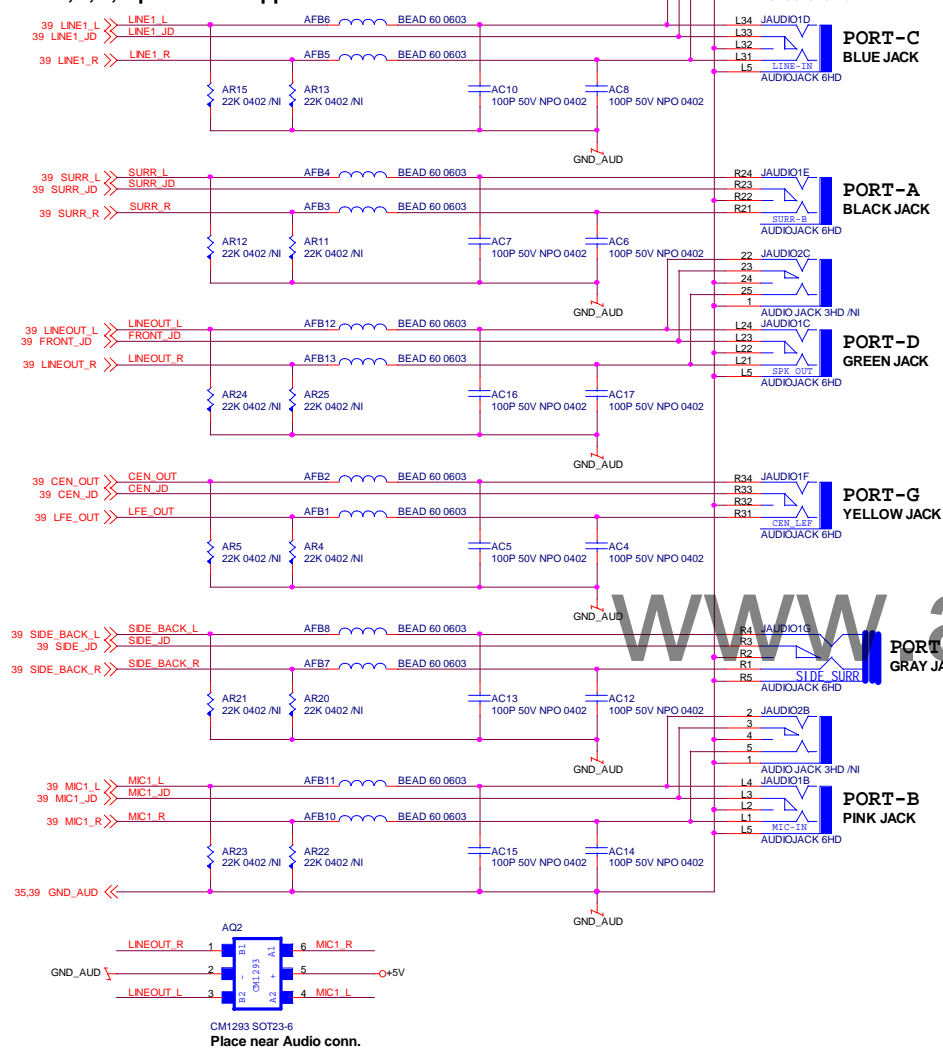 39 LINE1_L LINE1_L AFB6 BEAD 60 0603 L34 JAUDIO1D
39 LINE1_JD LINE1_JD L33
L32
39 LINE1_R LINE1_R AFB5 BEAD 60 0603 L31
L5 LINE-IN
AUDIOJACK 6HD
PORT-C
BLUE JACK
AR15
22K 0402 /NI
AR13
22K 0402 /NI
AC10
100P 50V NPO 0402
AC8
100P 50V NPO 0402
GND_AUD
39 SURR_L SURR_L AFB4 BEAD 60 0603 R24 JAUDIO1E
39 SURR_JD SURR_JD R23
R22
39 SURR_R SURR_R AFB3 BEAD 60 0603 R21
SURR-B
AUDIOJACK 6HD
PORT-A
BLACK JACK
AR12
22K 0402 /NI
AR11
22K 0402 /NI
AC7
100P 50V NPO 0402
AC6
100P 50V NPO 0402
GND_AUD
22 JAUDIO2C
23
24
25
1
AUDIO JACK 3HD /NI
39 LINEOUT_L LINEOUT_L AFB12 BEAD 60 0603 L24 JAUDIO1C
39 FRONT_JD FRONT_JD L23
L22
39 LINEOUT_R LINEOUT_R AFB13 BEAD 60 0603 L21
L5 SPK OUT
AUDIOJACK 6HD
PORT-D
GREEN JACK
AR24
22K 0402 /NI
AR25
22K 0402 /NI
AC16
100P 50V NPO 0402
AC17
100P 50V NPO 0402
GND_AUD
39 CEN_OUT CEN_OUT AFB2 BEAD 60 0603 R34 JAUDIO1F
39 CEN_JD CEN_JD R33
R32
39 LFE_OUT LFE_OUT AFB1 BEAD 60 0603 R31
CEN_LEF
AUDIOJACK 6HD
PORT-G
YELLOW JACK
AR5
22K 0402 /NI
AR4
22K 0402 /NI
AC5
100P 50V NPO 0402
AC4
100P 50V NPO 0402
GND_AUD
www.a
39 SIDE_BACK_L SIDE_BACK_L AFB8 BEAD 60 0603 R4 JAUDIO1G
39 SIDE_JD SIDE_JD R3
R2
39 SIDE_BACK_R SIDE_BACK_R AFB7 BEAD 60 0603 R1
R5 SIDE_SURR
AUDIOJACK 6HD
PORT
GRAY JA
AR21
22K 0402 /NI
AR20
22K 0402 /NI
AC13
100P 50V NPO 0402
AC12
100P 50V NPO 0402
GND_AUD
2 JAUDIO2B
3
4
5
1
AUDIO JACK 3HD /NI
39 MIC1_L MIC1_L AFB11 BEAD 60 0603 L4 JAUDIO1B
39 MIC1_JD MIC1_JD L3
L2
39 MIC1_R MIC1_R AFB10 BEAD 60 0603 L1
L5 MIC-IN
AUDIOJACK 6HD
PORT-B
PINK JACK
AR23
22K 0402 /NI
AR22
22K 0402 /NI
AC15
100P 50V NPO 0402
AC14
100P 50V NPO 0402
35,39 GND_AUD
GND_AUD
AQ2
LINEOUT_R 1 B1 A1 6 MIC1_R
GND_AUD 2 - CM1293 + 5 +5V
LINEOUT_L 3 B2 A2 4 MIC1_L
CM1293 SOT23-6
Place near Audio conn.